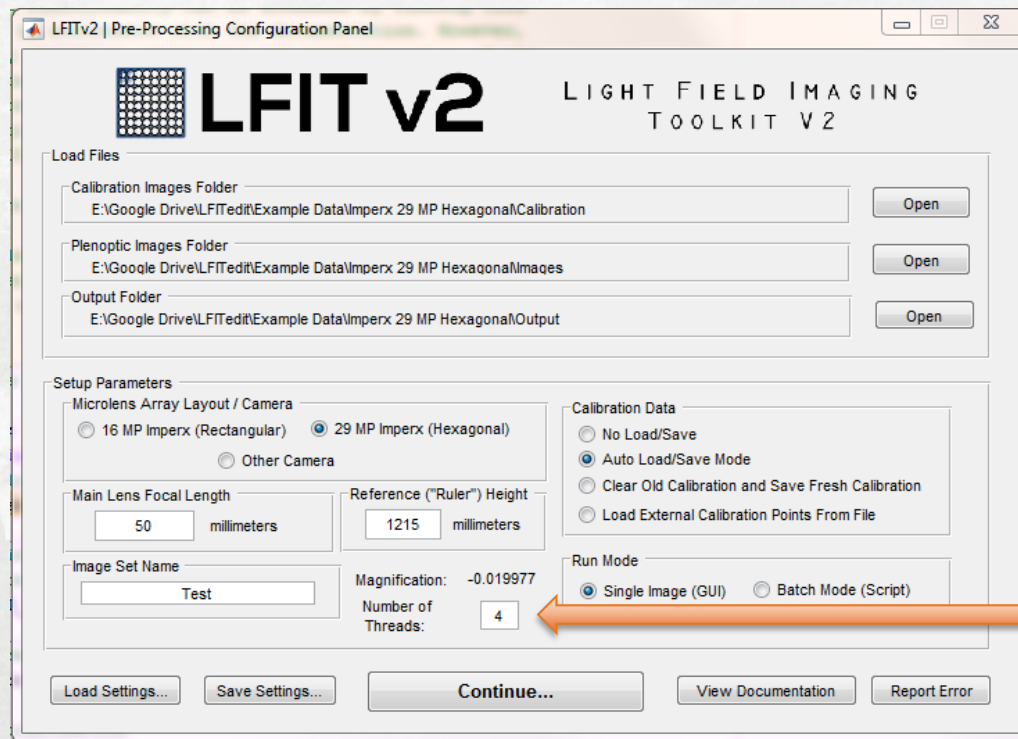 LFITv2 | Pre-Processing Configuration Panel
LFIT v2
LIGHT FIELD IMAGING
TOOLKIT V2
Load Files
Calibration Images Folder
E:\Google Drive\LFITedit\Example Data\Imperx 29 MP Hexagonal\Calibration
Open
Plenoptic Images Folder
E:\Google Drive\LFITedit\Example Data\Imperx 29 MP Hexagonal\Images
Open
Output Folder
E:\Google Drive\LFITedit\Example Data\Imperx 29 MP Hexagonal\Output
Open
Setup Parameters
Microlens Array Layout / Camera
16 MP Imperx (Rectangular) 29 MP Imperx (Hexagonal)
Other Camera
Calibration Data
No Load/Save
Auto Load/Save Mode
Clear Old Calibration and Save Fresh Calibration
Load External Calibration Points From File
Main Lens Focal Length
50 millimeters
Reference ("Ruler") Height
1215 millimeters
Image Set Name
Test
Magnification: -0.019977
Number of
Threads:
4
Run Mode
Single Image (GUI) Batch Mode (Script)
Load Settings... Save Settings... Continue... View Documentation Report Error